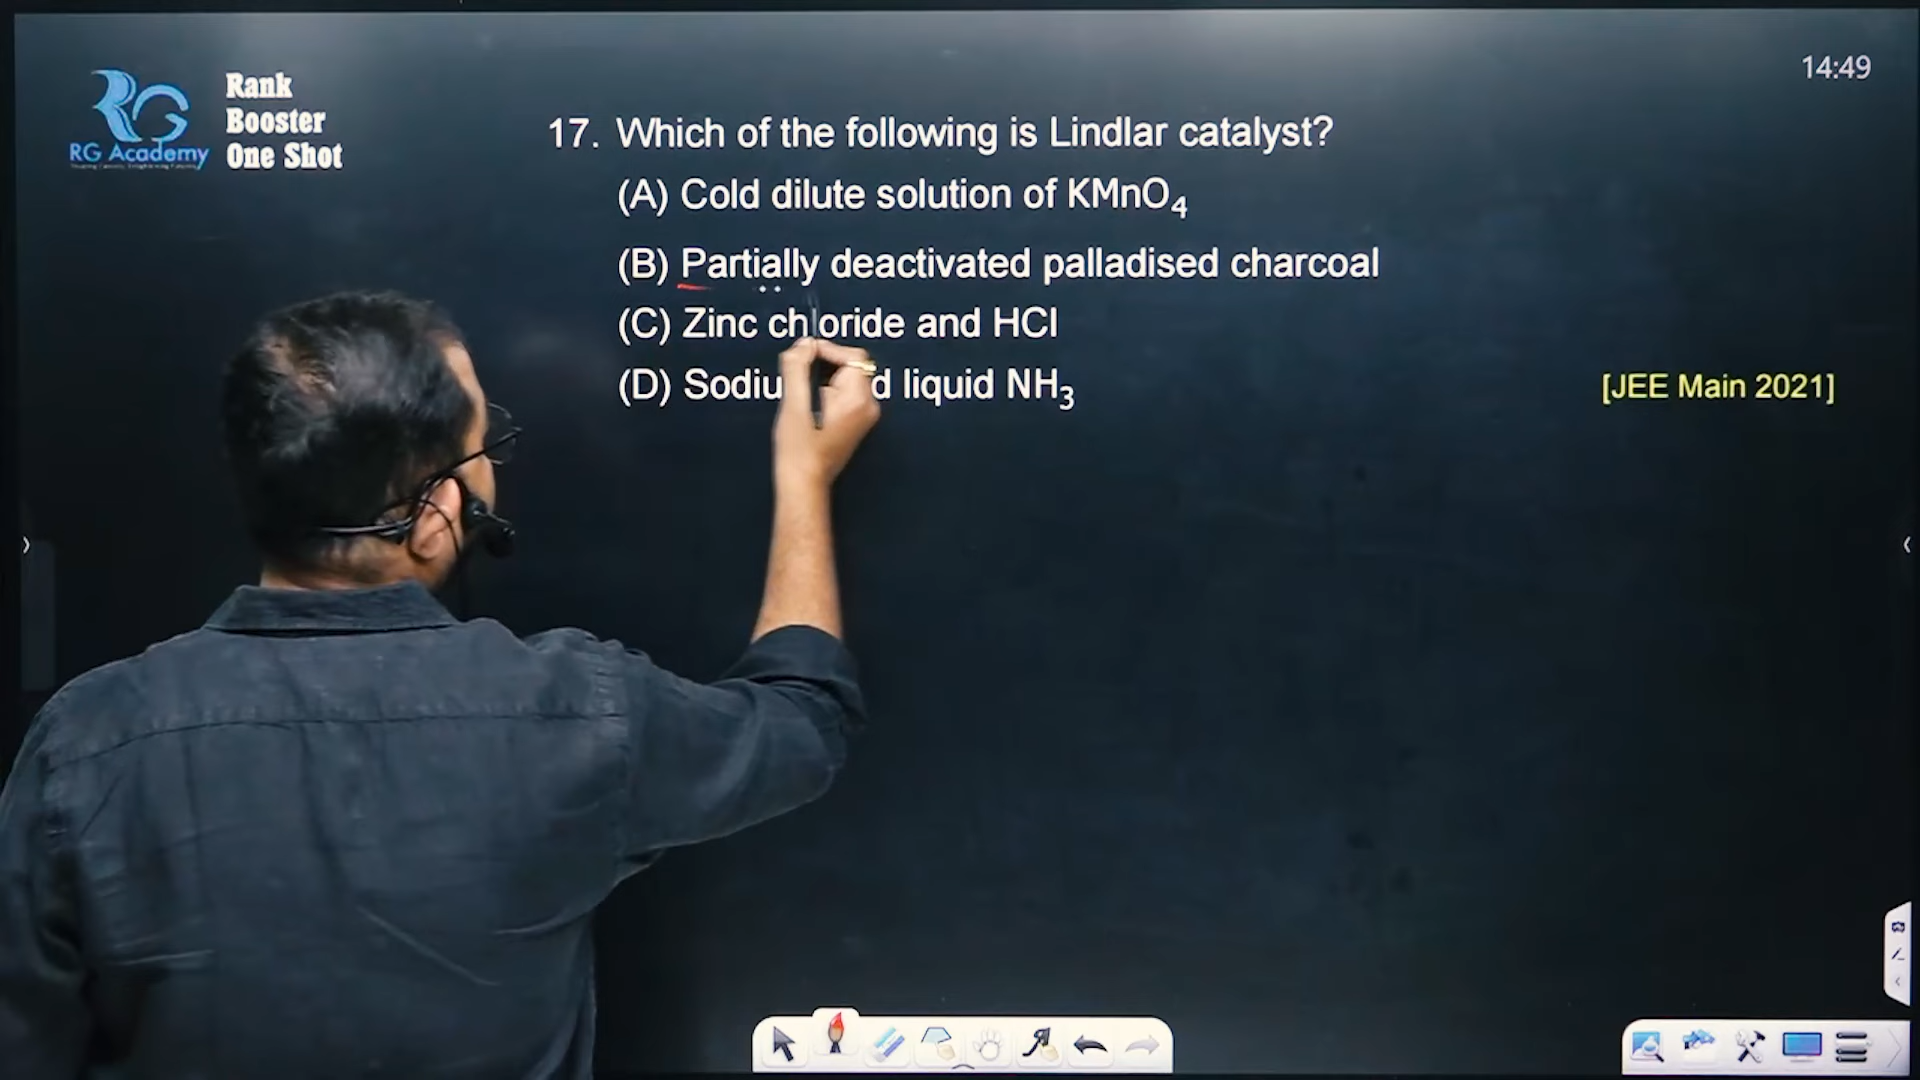 14:49
Rank
Booster
One Shot
RG Academy
17. Which of the following is Lindlar catalyst?
(A) Cold dilute solution of KMnO₄
(B) Partially deactivated palladised charcoal
(C) Zinc chloride and HCl
(D) Sodiu d liquid NH₃
[JEE Main 2021]